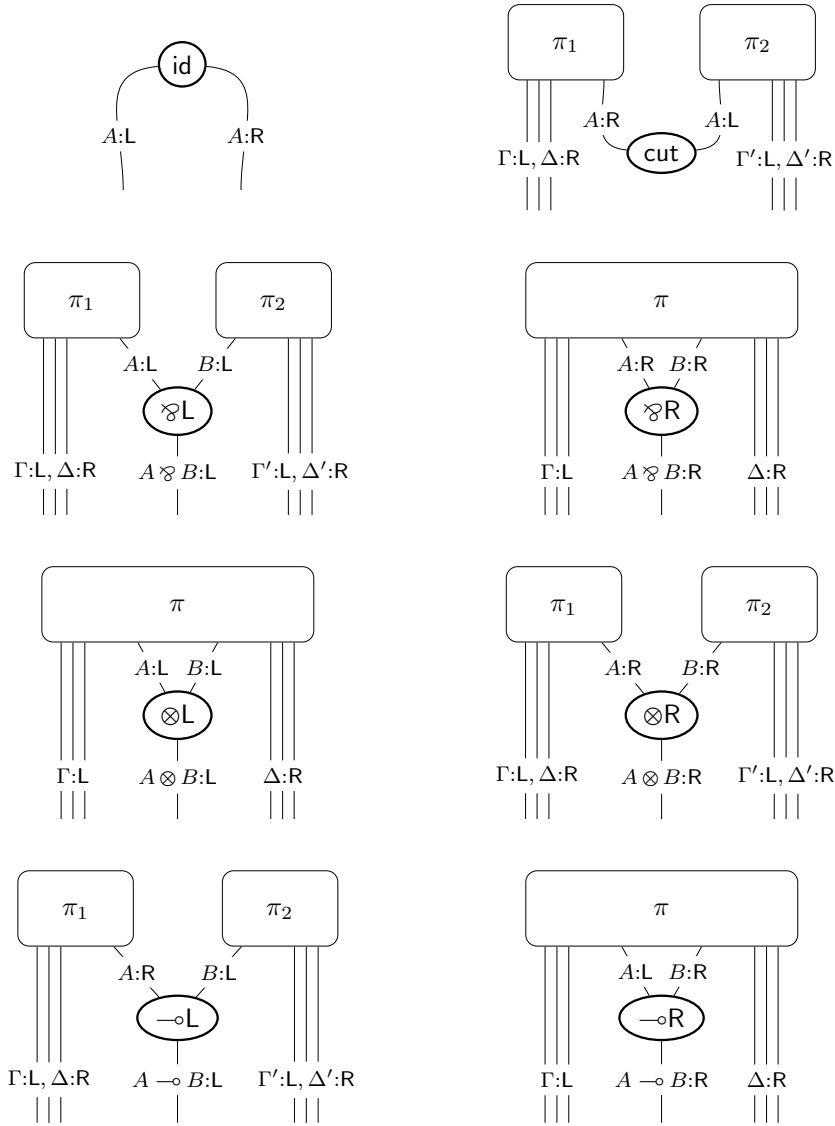 id π₁ π₂
A:L A:R A:R A:L
cut
Γ:L, Δ:R Γ′:L, Δ′:R
π₁ π₂ π
A:L B:L A:R B:R
⅋L ⅋R
Γ:L, Δ:R A ⅋ B:L Γ′:L, Δ′:R Γ:L A ⅋ B:R Δ:R
π π₁ π₂
A:L B:L A:R B:R
⊗L ⊗R
Γ:L A ⊗ B:L Δ:R Γ:L, Δ:R A ⊗ B:R Γ′:L, Δ′:R
π₁ π₂ π
A:R B:L A:L B:R
⊸L ⊸R
Γ:L, Δ:R A ⊸ B:L Γ′:L, Δ′:R Γ:L A ⊸ B:R Δ:R